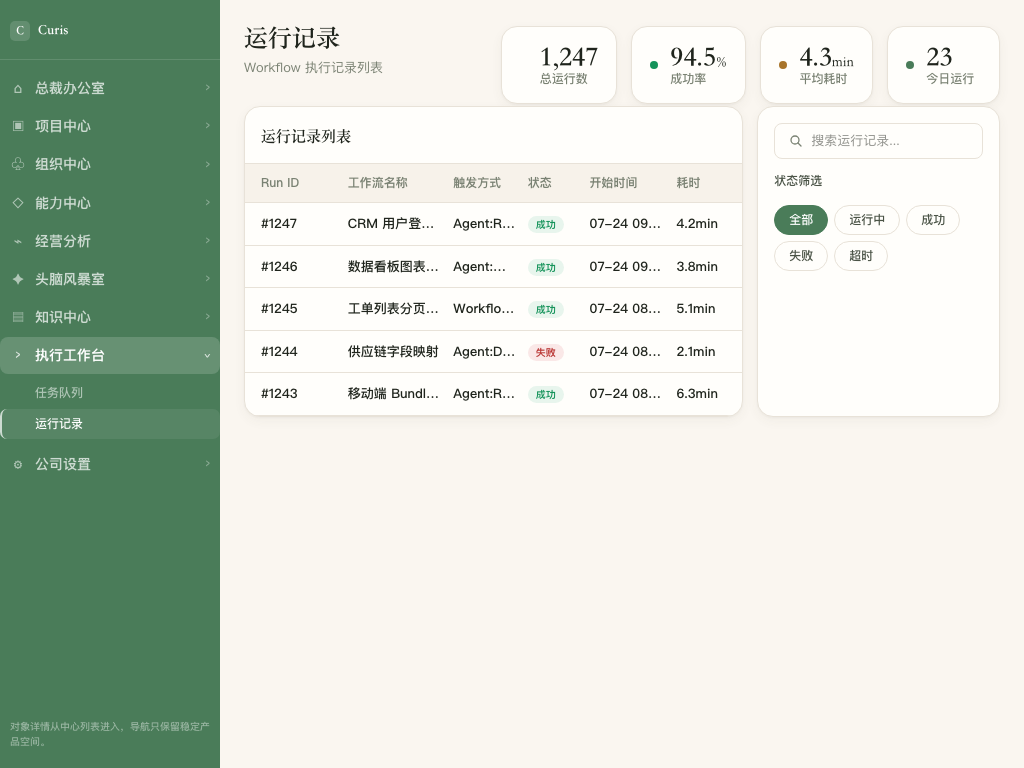 C Curis
总裁办公室
项目中心
组织中心
能力中心
经营分析
头脑风暴室
知识中心
执行工作台
任务队列
运行记录
公司设置
对象详情从中心列表进入，导航只保留稳定产
品空间。
运行记录
Workflow 执行记录列表
1,247
总运行数
94.5%
成功率
4.3min
平均耗时
23
今日运行
运行记录列表
Run ID 工作流名称 触发方式 状态 开始时间 耗时
#1247 CRM 用户登... Agent:R... 成功 07-24 09... 4.2min
#1246 数据看板图表... Agent:... 成功 07-24 09... 3.8min
#1245 工单列表分页... Workflo... 成功 07-24 08... 5.1min
#1244 供应链字段映射 Agent:D... 失败 07-24 08... 2.1min
#1243 移动端 Bundl... Agent:R... 成功 07-24 08... 6.3min
搜索运行记录...
状态筛选
全部 运行中 成功
失败 超时